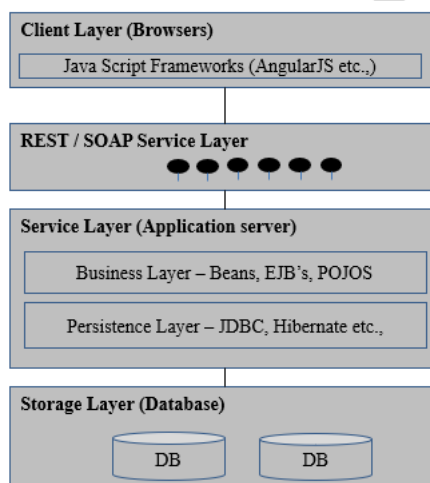 Client Layer (Browsers)
Java Script Frameworks (AngularJS etc.,)
REST / SOAP Service Layer
Service Layer (Application server)
Business Layer – Beans, EJB's, POJOS
Persistence Layer – JDBC, Hibernate etc.,
Storage Layer (Database)
DB
DB